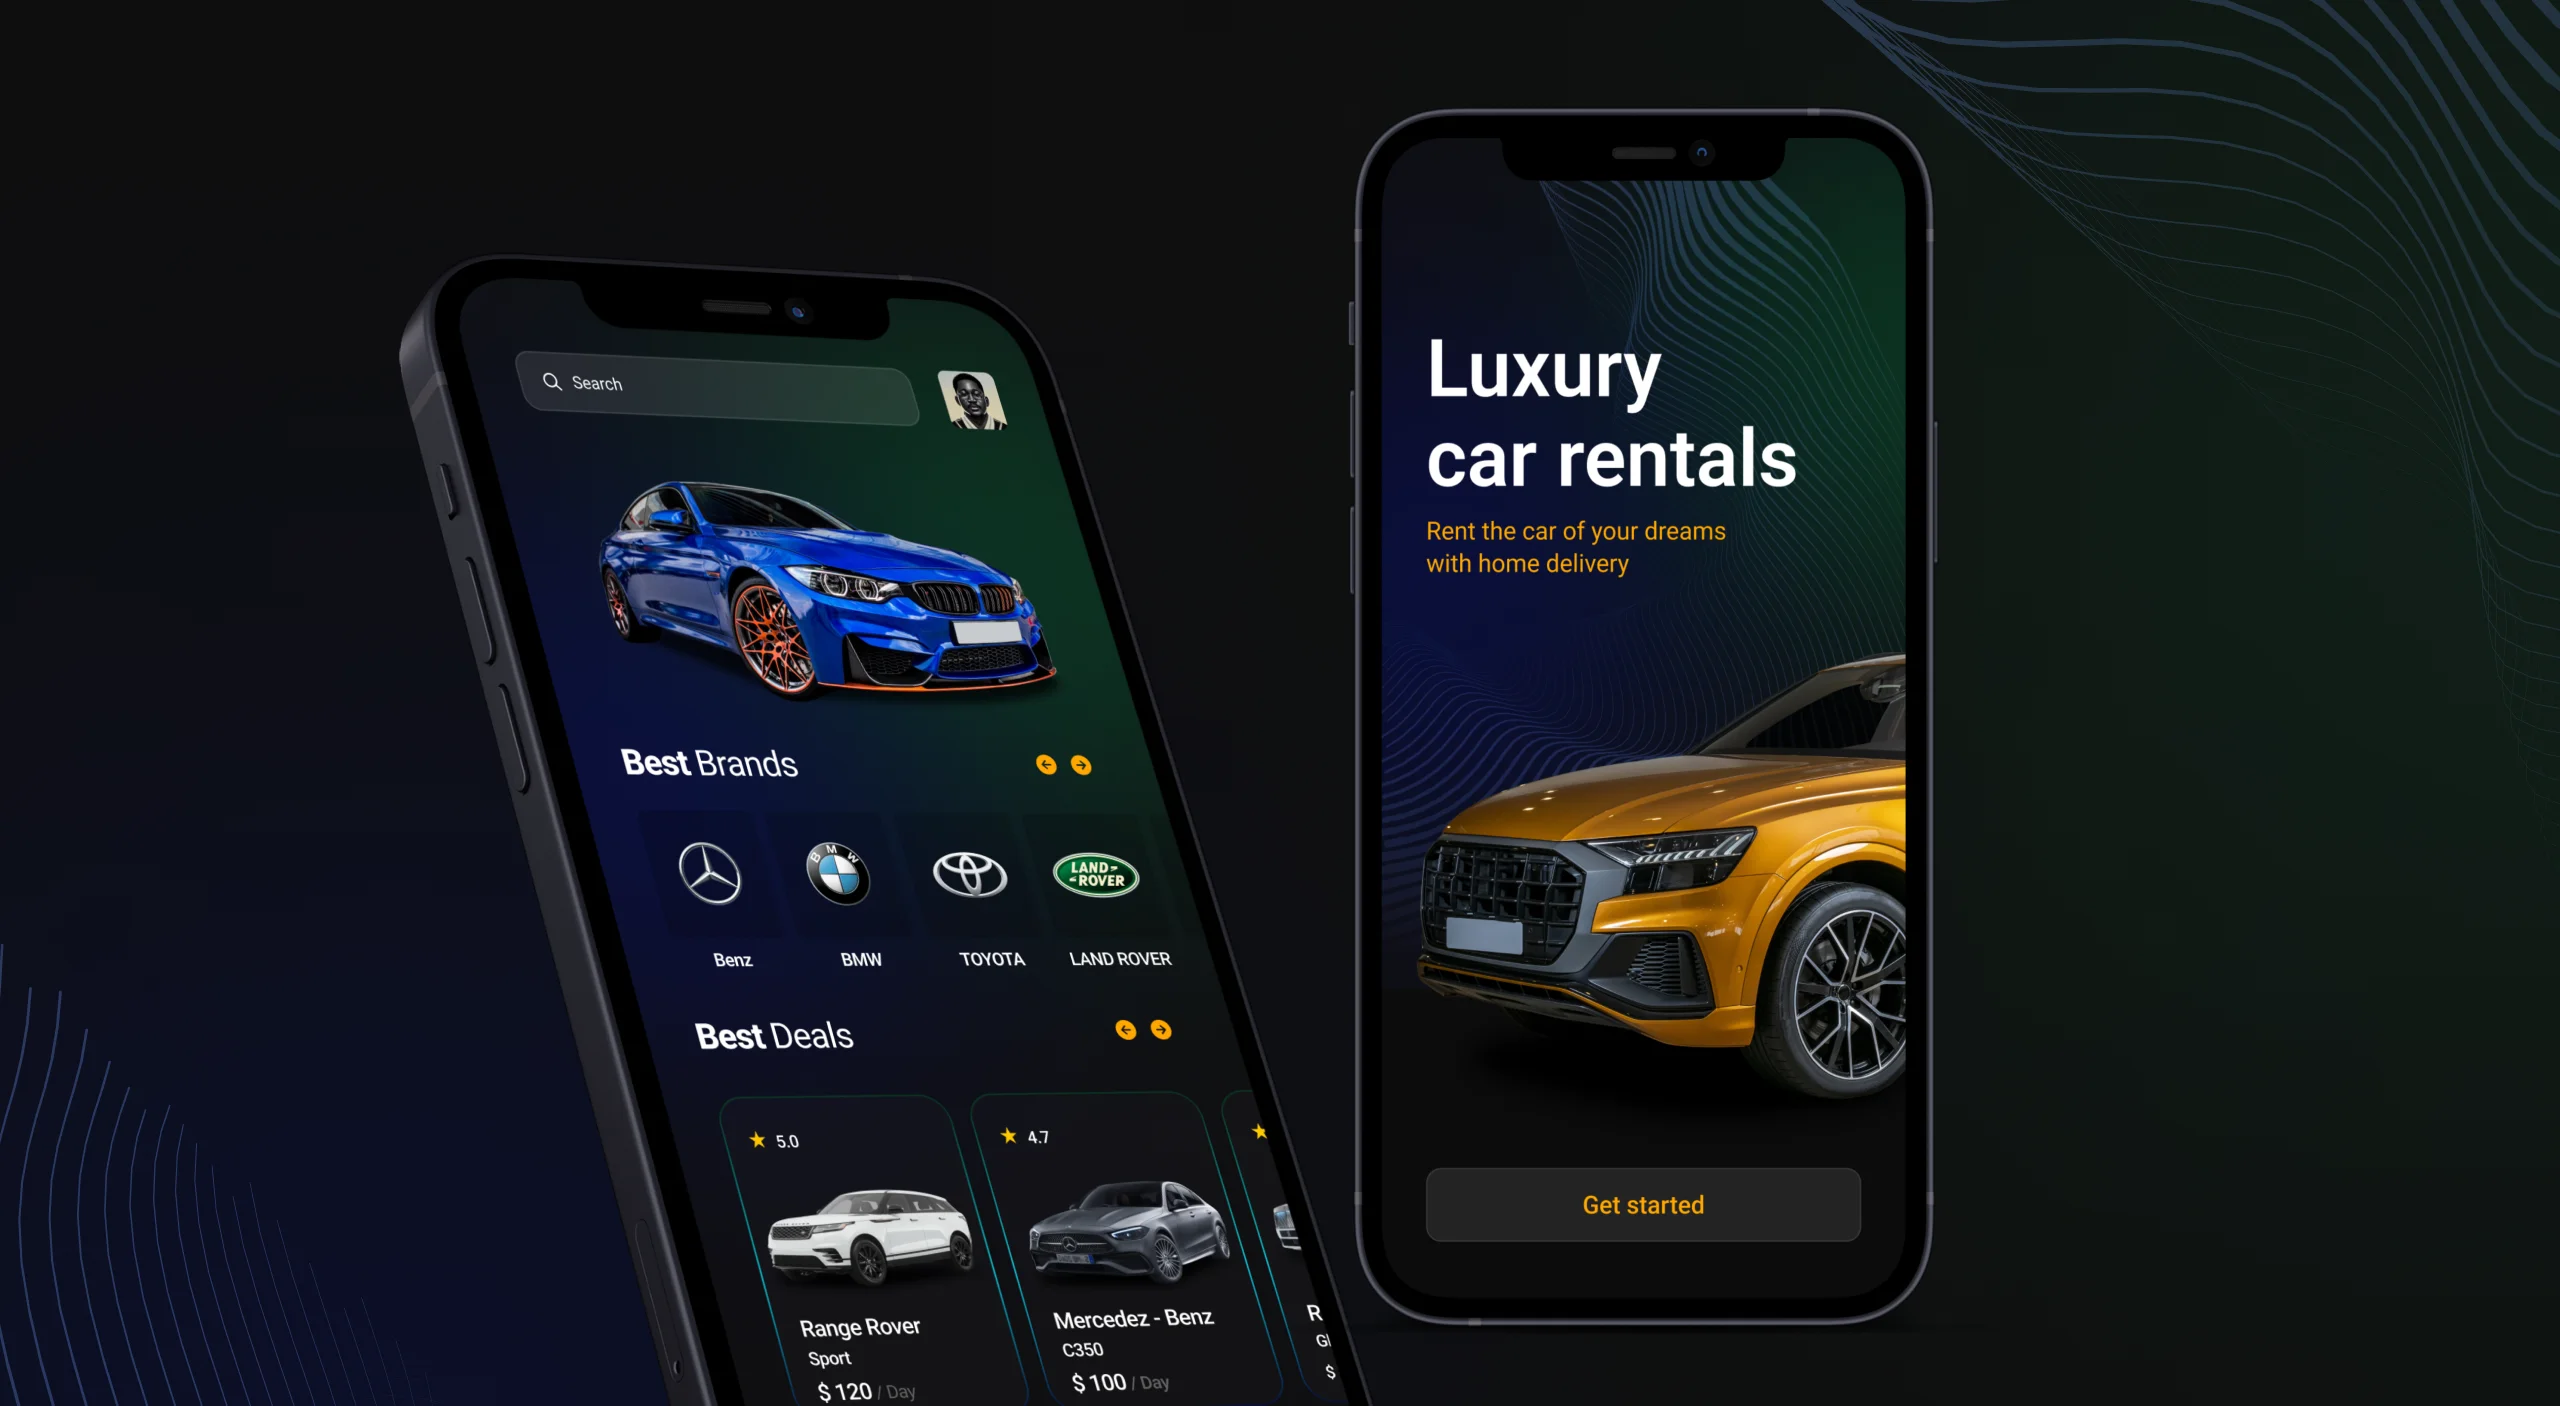 Search
Best Brands
B M W
LAND
ROVER
Benz
BMW
TOYOTA
LAND ROVER
Best Deals
5.0
4.7
Range Rover
Sport
$ 120 / Day
Mercedez - Benz
C350
$ 100 / Day
R
$
Luxury
car rentals
Rent the car of your dreams
with home delivery
Get started